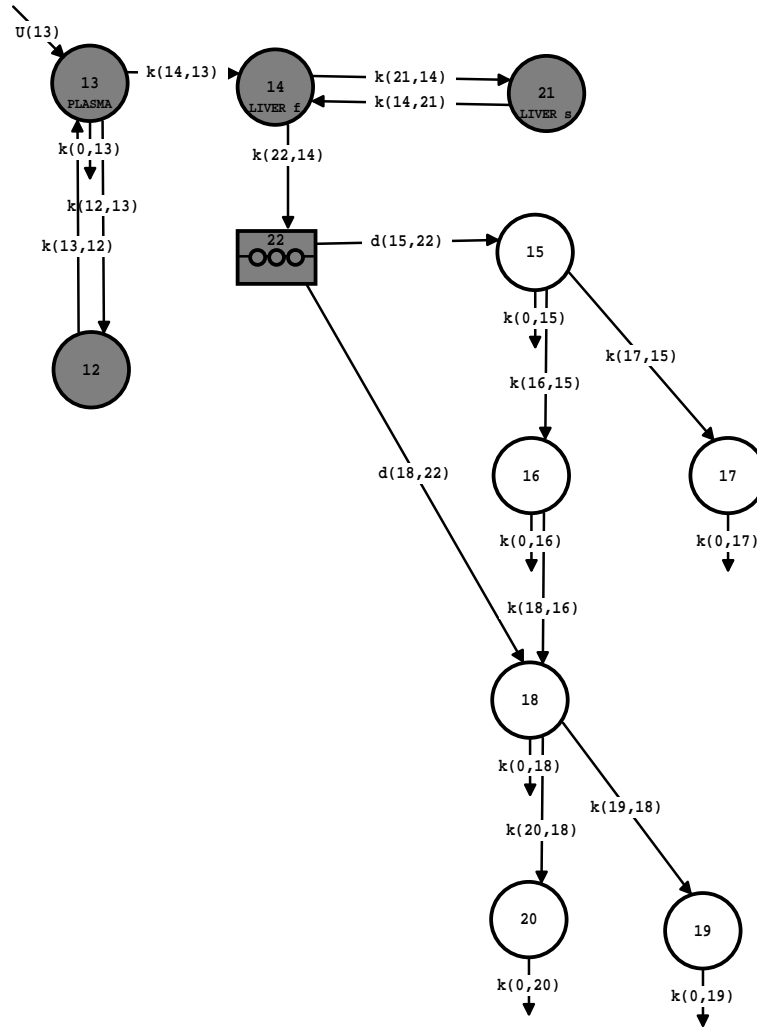 U(13)
13
PLASMA
k(14,13)
14
LIVER f
k(21,14)
k(14,21)
21
LIVER s
k(0,13)
k(22,14)
k(12,13)
k(13,12)
22
d(15,22)
15
k(0,15)
k(17,15)
12
k(16,15)
d(18,22)
16
17
k(0,16)
k(0,17)
k(18,16)
18
k(0,18)
k(19,18)
k(20,18)
20
19
k(0,20)
k(0,19)